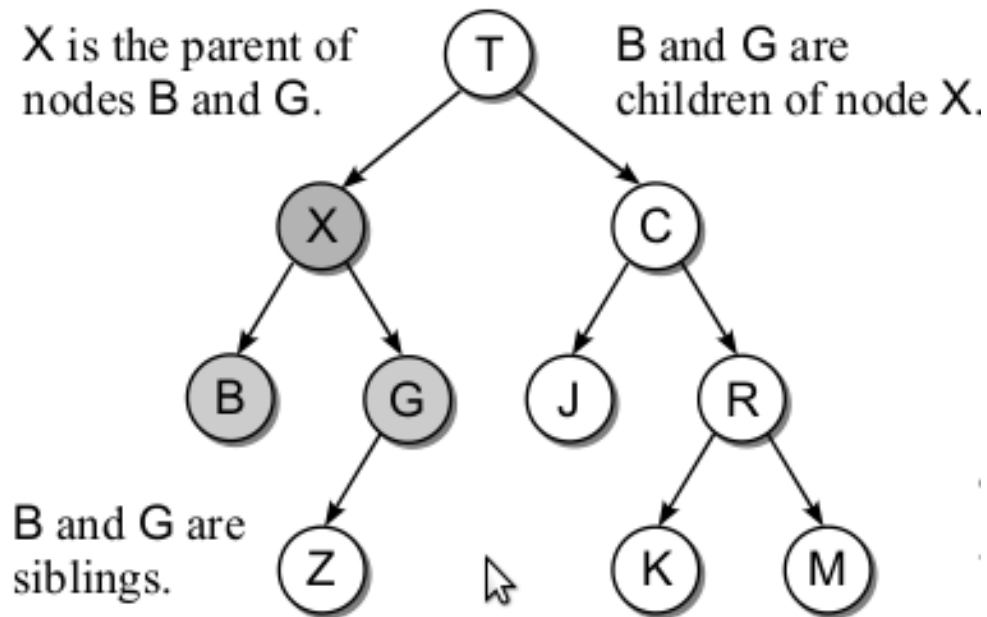 X is the parent of
nodes B and G.
T
B and G are
children of node X.
X
C
B
G
J
R
B and G are
siblings.
Z
K
M